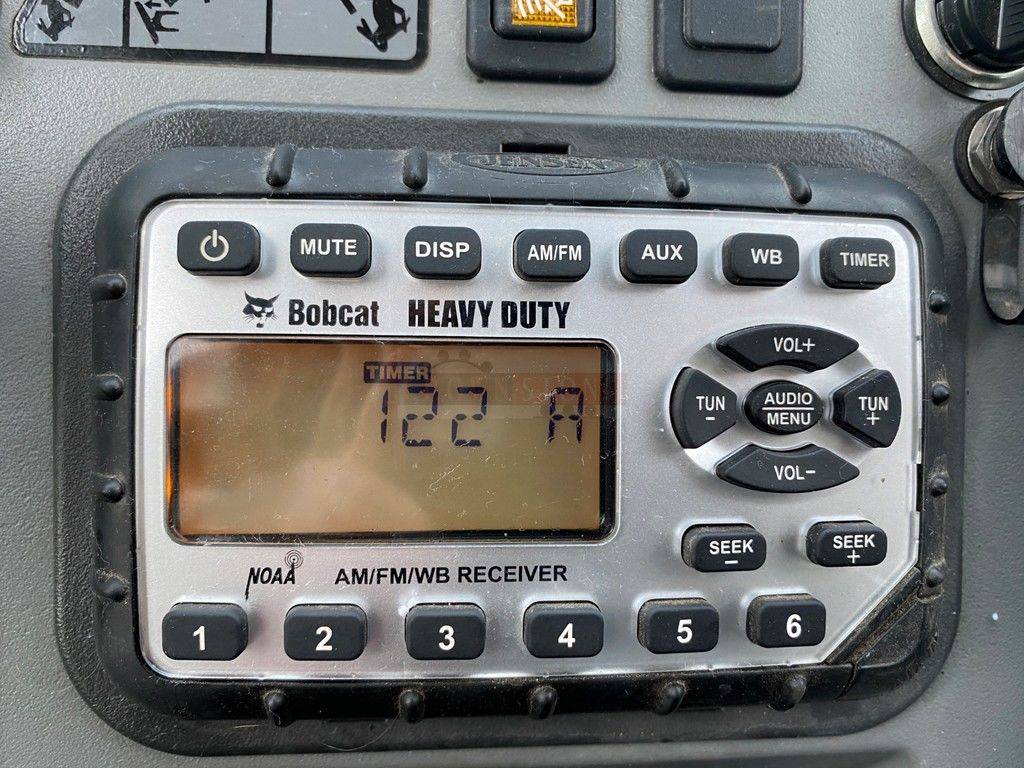 JENSEN
MUTE DISP AM/FM AUX WB TIMER
Bobcat HEAVY DUTY
TIMER
122 A
VOL+
TUN - AUDIO MENU TUN +
VOL-
SEEK - SEEK +
NOAA AM/FM/WB RECEIVER
1 2 3 4 5 6